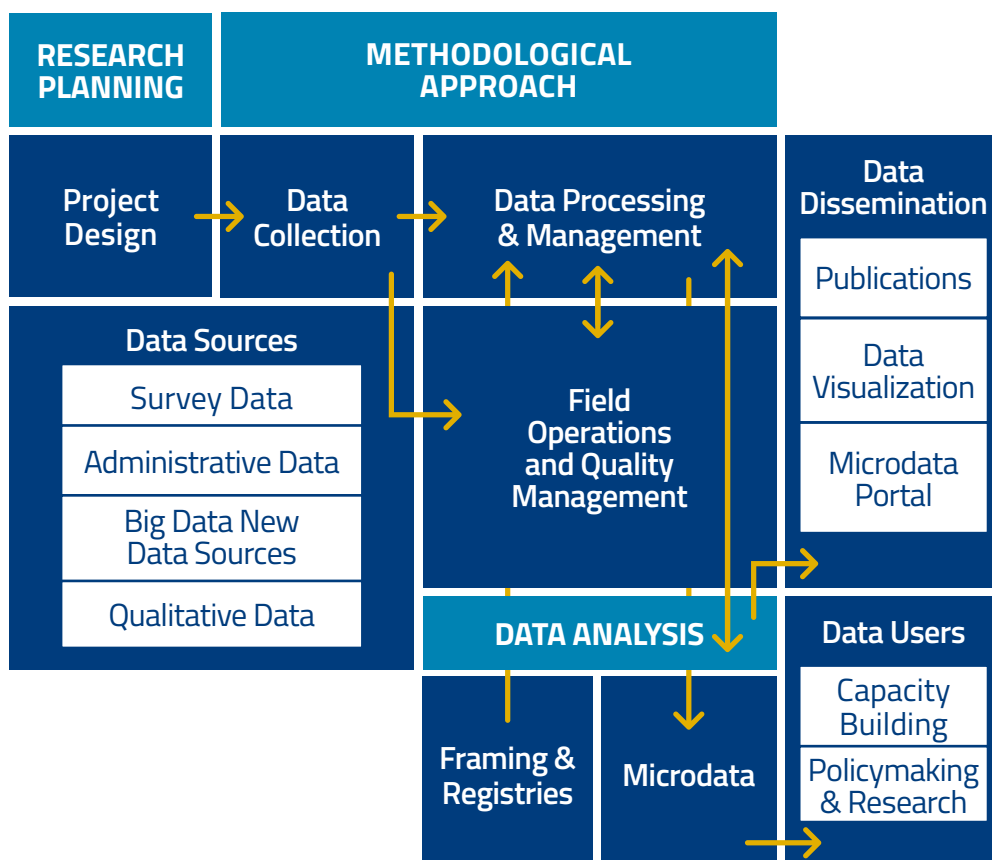 RESEARCH
PLANNING
METHODOLOGICAL
APPROACH
Project
Design
Data
Collection
Data Processing
& Management
Data
Dissemination
Publications
Data
Visualization
Microdata
Portal
Data Sources
Survey Data
Administrative Data
Big Data New
Data Sources
Qualitative Data
Field
Operations
and Quality
Management
DATA ANALYSIS
Data Users
Capacity
Building
Policymaking
& Research
Framing &
Registries
Microdata